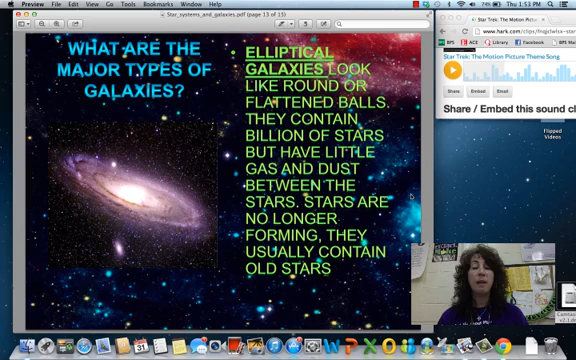 Preview File Edit View Go Tools Bookmarks Window Help
74% Thu 1:53 PM
Star_systems_and_galaxies.pdf (page 13 of 15)
WHAT ARE THE
MAJOR TYPES OF
GALAXIES?
• ELLIPTICAL
GALAXIES LOOK
LIKE ROUND OR
FLATTENED BALLS.
THEY CONTAIN
BILLION OF STARS
BUT HAVE LITTLE
GAS AND DUST
BETWEEN THE
STARS. STARS ARE
NO LONGER
FORMING, THEY
USUALLY CONTAIN
OLD STARS
Star Trek: The Motion Picture Theme
BPS ACE Library Facebook
Star Trek: The Motion Picture Theme Song
Share Embed Email
Share / Embed this sound cl
Flipped
Videos